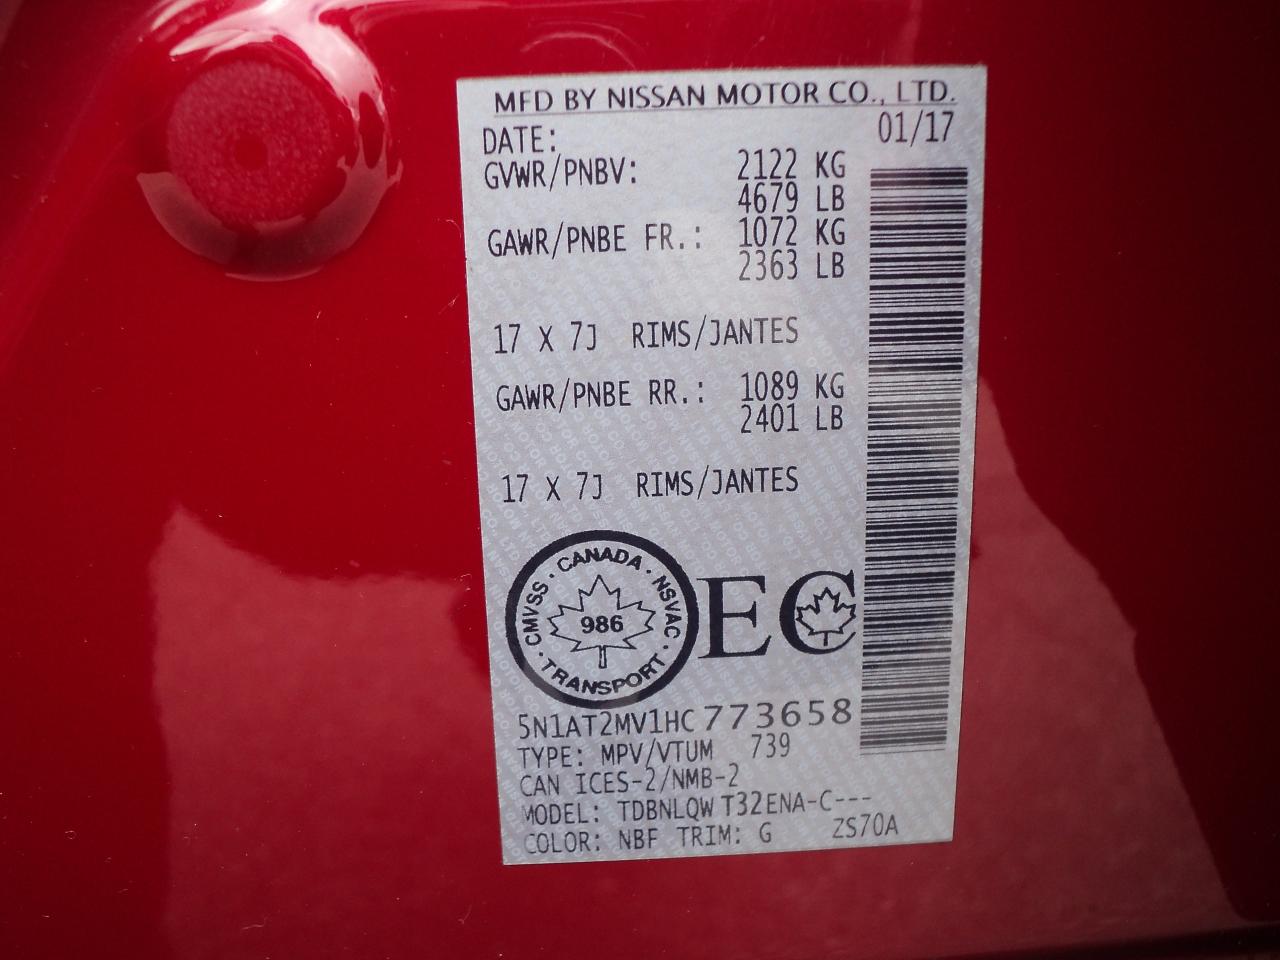 MFD BY NISSAN MOTOR CO., LTD.
DATE: 01/17
GVWR/PNBV: 2122 KG
4679 LB
GAWR/PNBE FR.: 1072 KG
2363 LB
17 X 7J RIMS/JANTES
GAWR/PNBE RR.: 1089 KG
2401 LB
17 X 7J RIMS/JANTES
CMVSS · CANADA · NSVAC
986
· TRANSPORT ·
EC
5N1AT2MV1HC773658
TYPE: MPV/VTUM 739
CAN ICES-2/NMB-2
MODEL: TDBNLQW T32ENA-C---
COLOR: NBF TRIM: G ZS70A